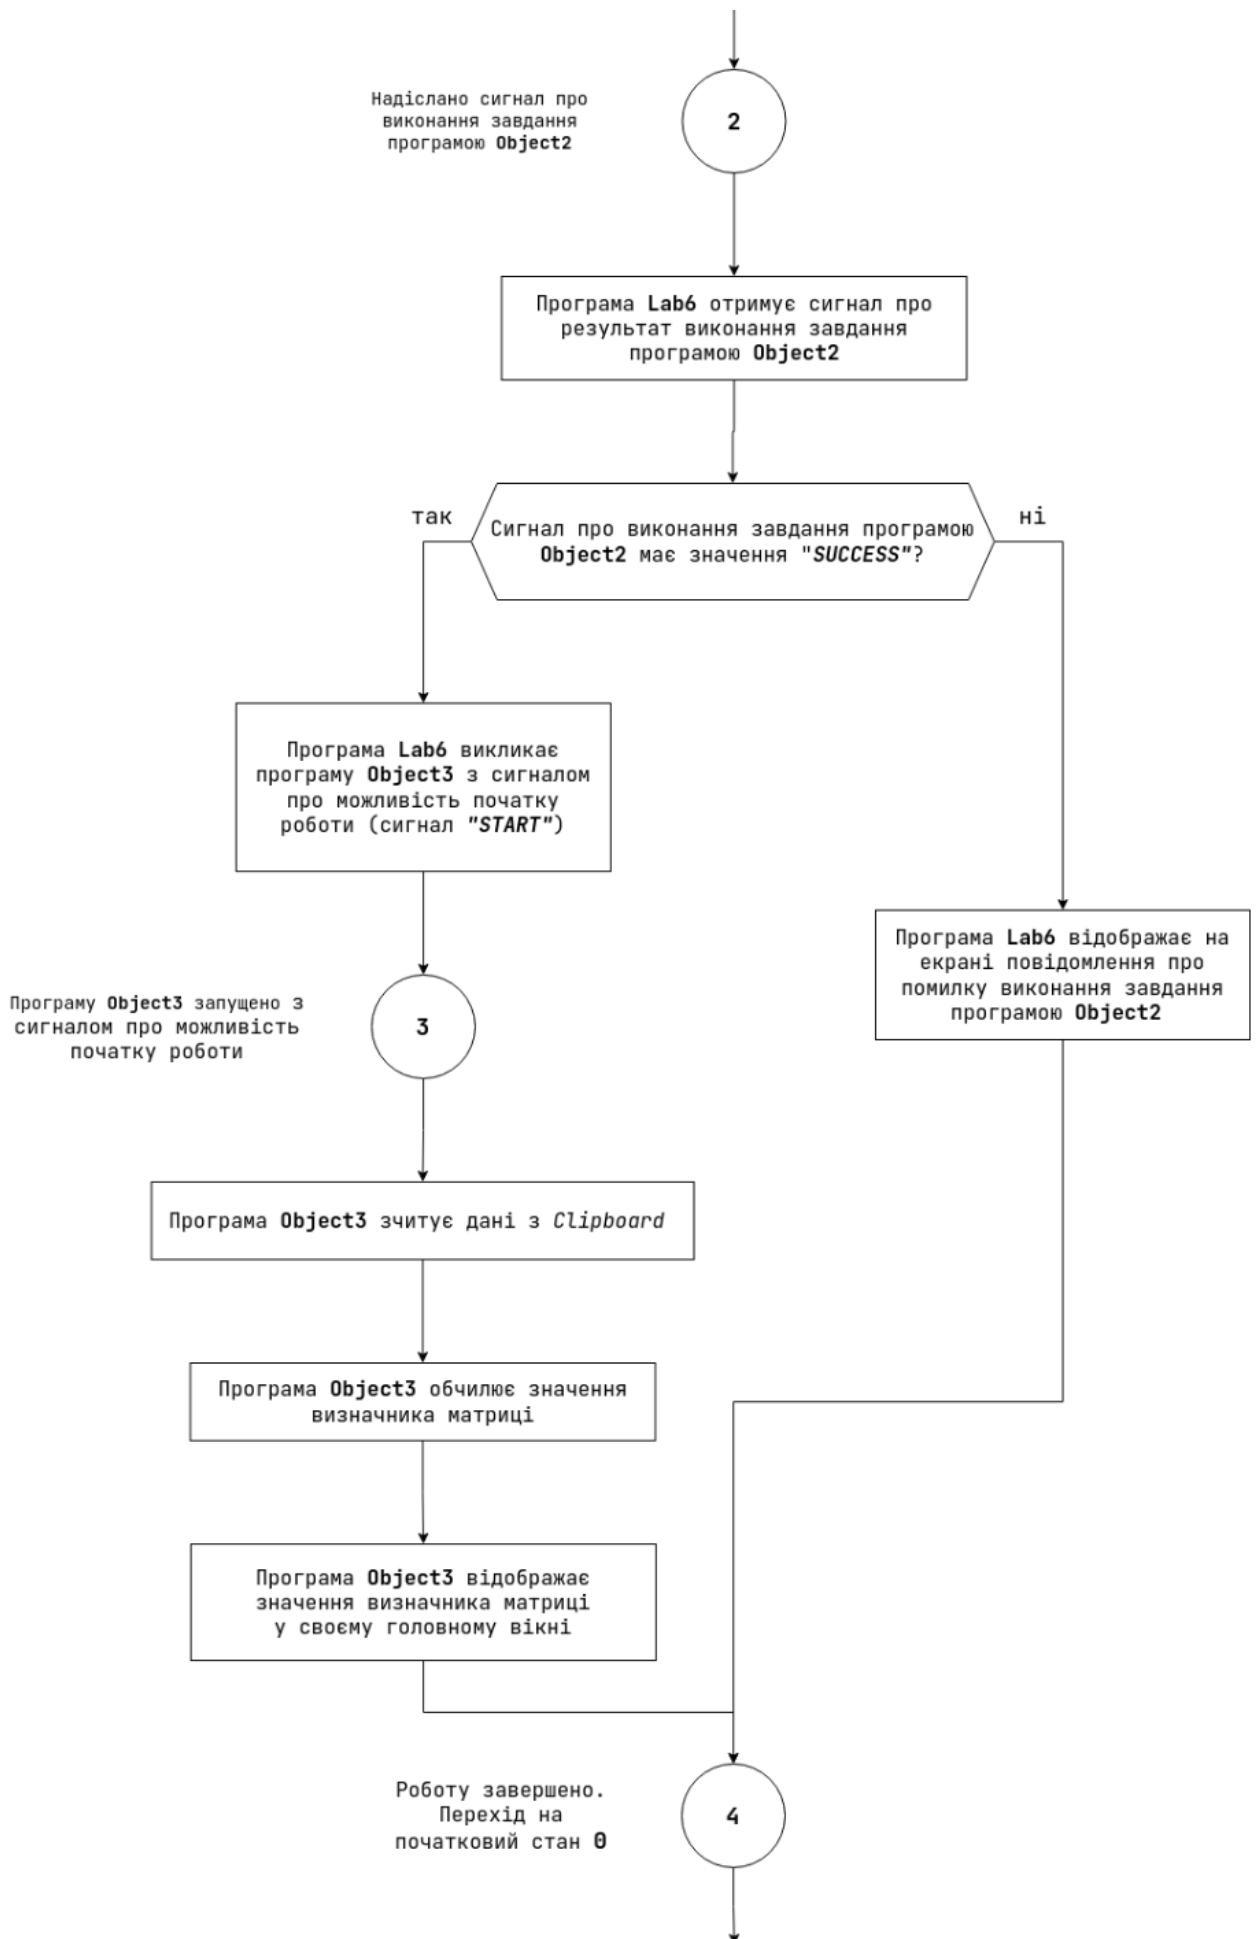 Надіслано сигнал про
виконання завдання
програмою Object2
2
Програма Lab6 отримує сигнал про
результат виконання завдання
програмою Object2
так
Сигнал про виконання завдання програмою
Object2 має значення "SUCCESS"?
ні
Програма Lab6 викликає
програму Object3 з сигналом
про можливість початку
роботи (сигнал "START")
Програма Lab6 відображає на
екрані повідомлення про
помилку виконання завдання
програмою Object2
Програму Object3 запущено з
сигналом про можливість
початку роботи
3
Програма Object3 зчитує дані з Clipboard
Програма Object3 обчилює значення
визначника матриці
Програма Object3 відображає
значення визначника матриці
у своєму головному вікні
Роботу завершено.
Перехід на
початковий стан 0
4